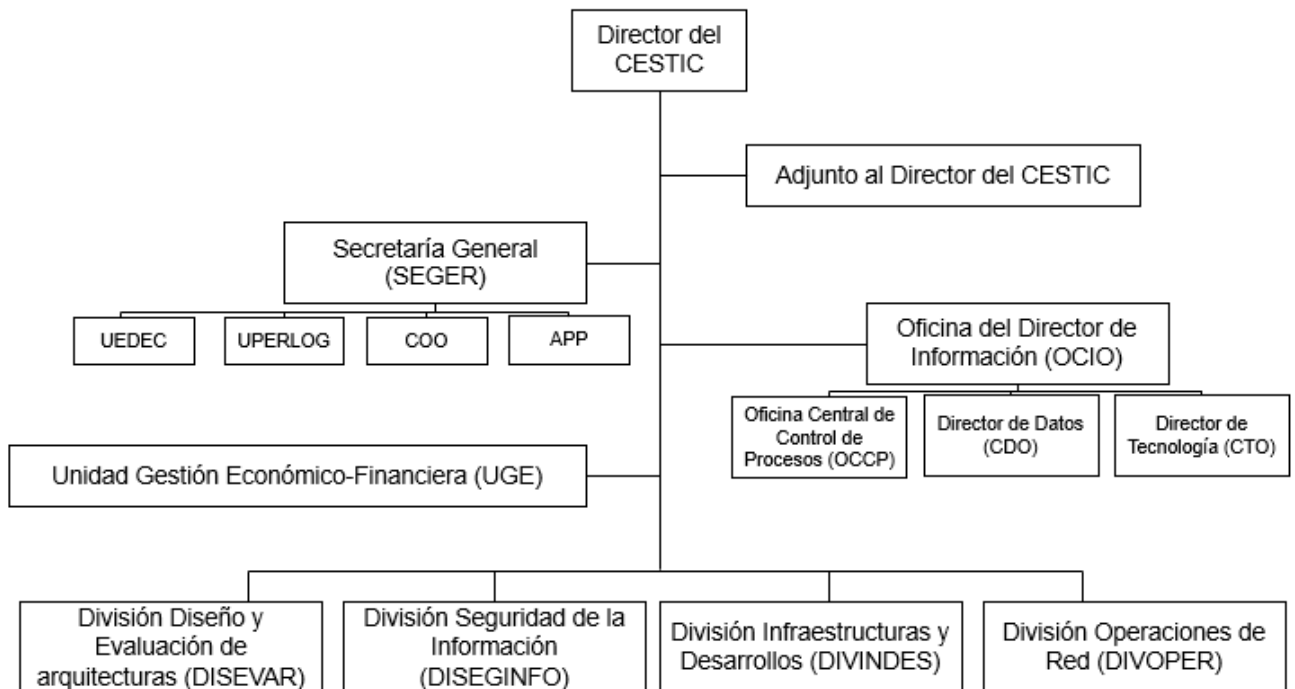 Director del
CESTIC
Adjunto al Director del CESTIC
Secretaría General
(SEGER)
UEDEC
UPERLOG
COO
APP
Oficina del Director de
Información (OCIO)
Oficina Central de
Control de
Procesos (OCCP)
Director de Datos
(CDO)
Director de
Tecnología (CTO)
Unidad Gestión Económico-Financiera (UGE)
División Diseño y
Evaluación de
arquitecturas (DISEVAR)
División Seguridad de la
Información
(DISEGINFO)
División Infraestructuras y
Desarrollos (DIVINDES)
División Operaciones de
Red (DIVOPER)